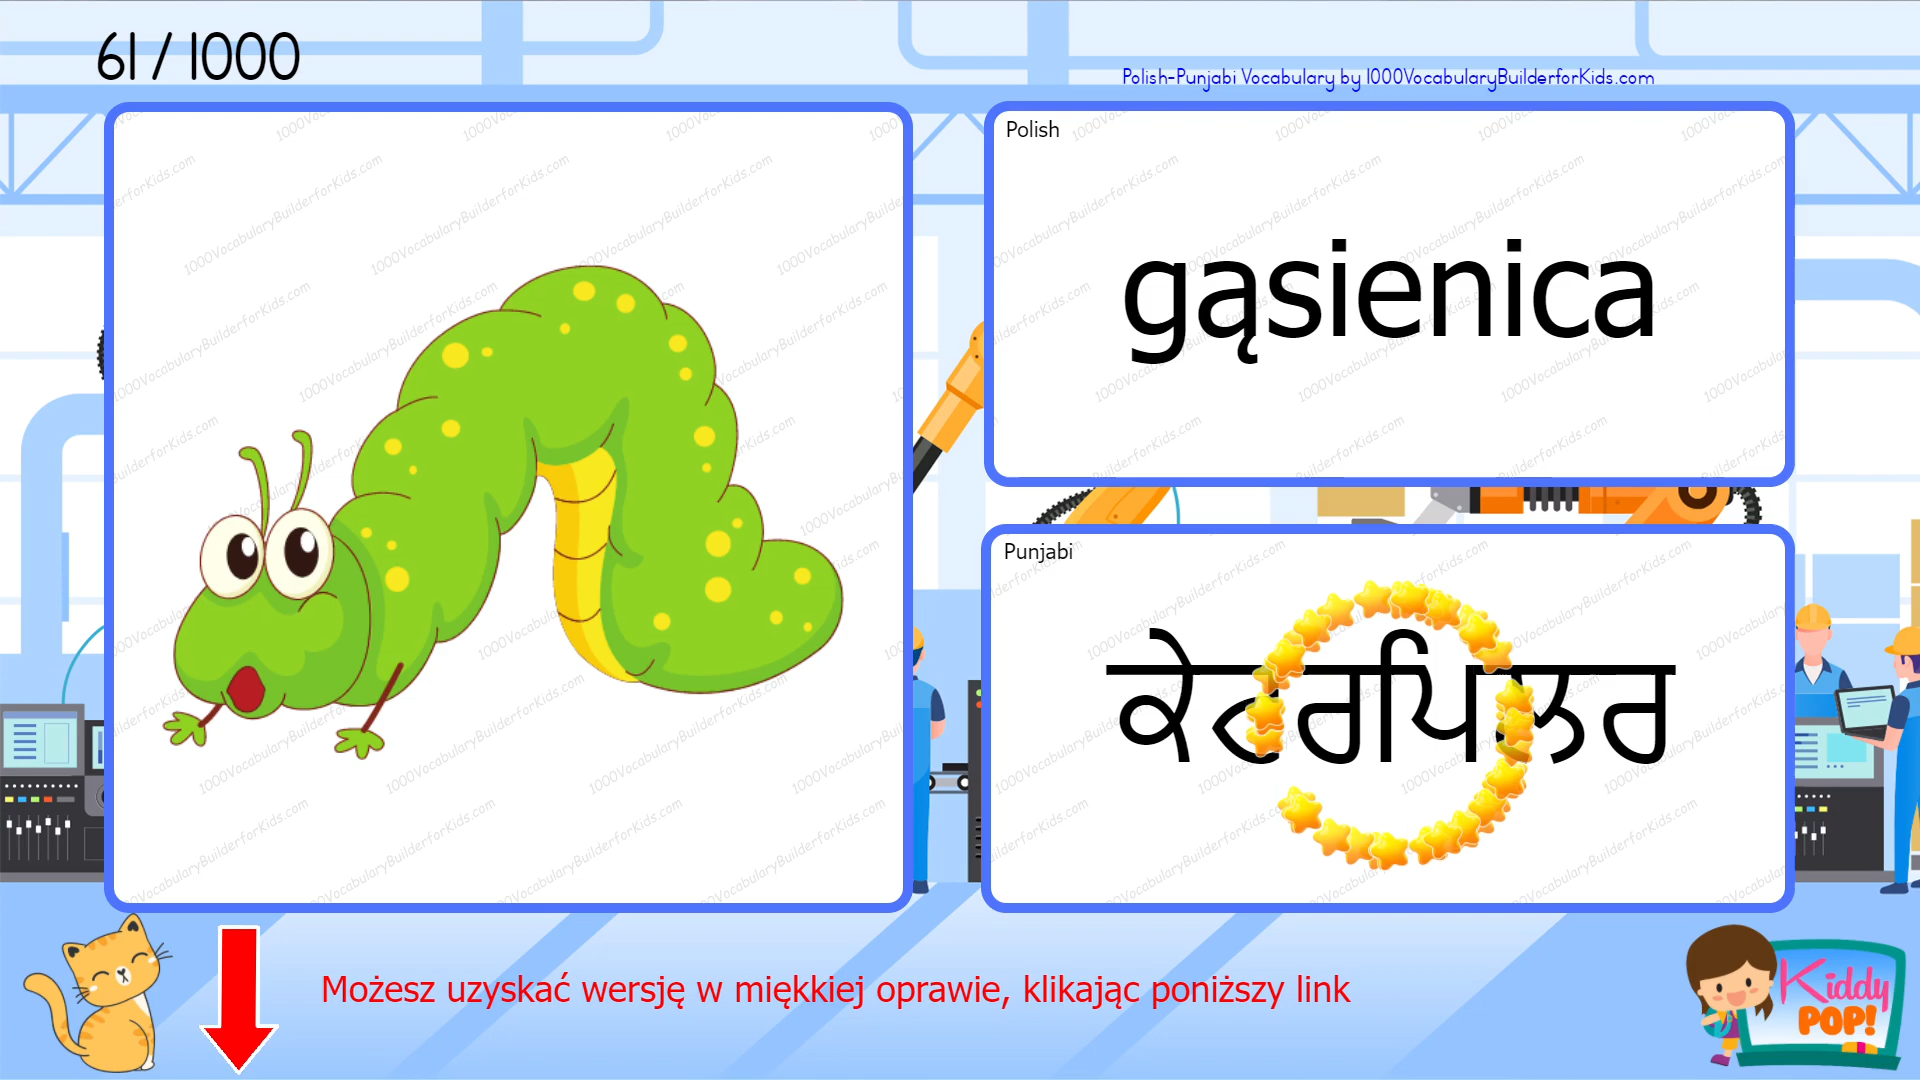 61 / 1000
Polish-Punjabi Vocabulary by 1000VocabularyBuilderforKids.com
Polish
gąsienica
Punjabi
ਕੇਟਰਪਿਲਰ
Możesz uzyskać wersję w miękkiej oprawie, klikając poniższy link
Kiddy
POP!